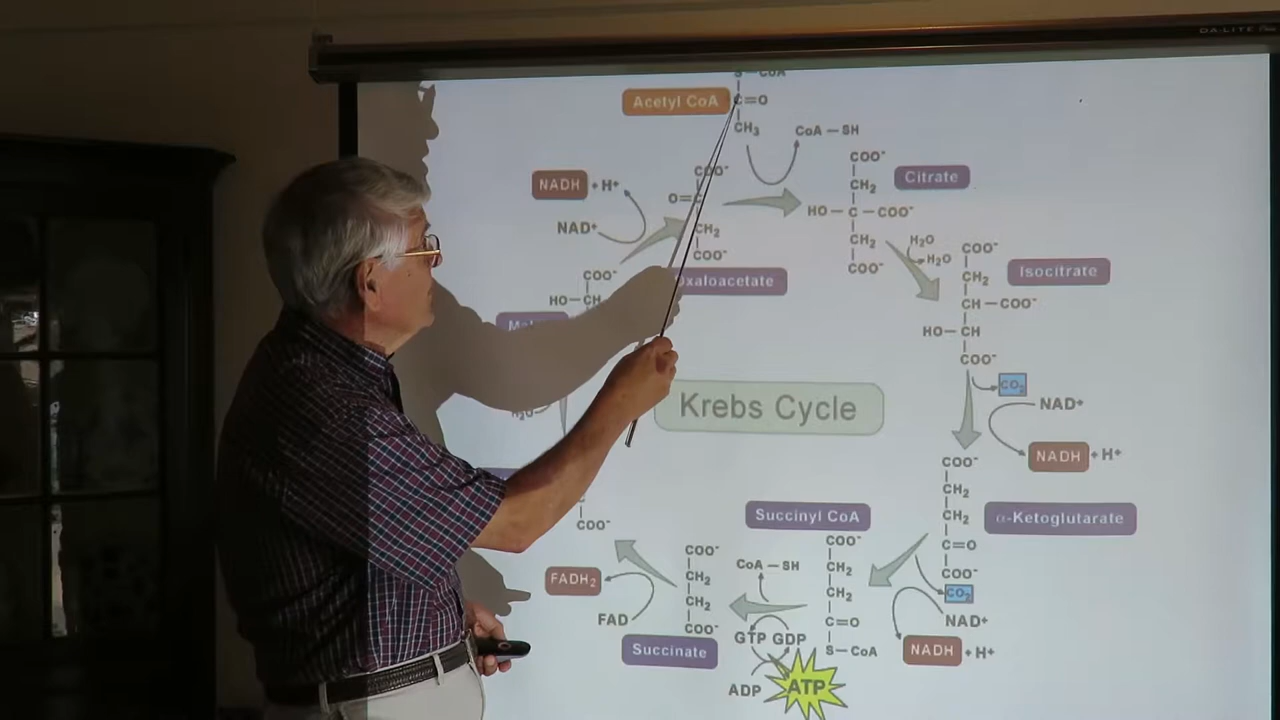 DA-LITE
S—CoA
Acetyl CoA
C=O
CH₃
CoA—SH
COO⁻
CH₂
HO—C—COO⁻
CH₂
COO⁻
Citrate
NADH + H⁺
NAD⁺
COO⁻
O=C
CH₂
COO⁻
Oxaloacetate
H₂O
H₂O
COO⁻
CH₂
CH—COO⁻
HO—CH
COO⁻
Isocitrate
COO⁻
HO—CH
CO₂
NAD⁺
NADH + H⁺
Krebs Cycle
H₂O
COO⁻
CH₂
CH₂
C=O
COO⁻
α-Ketoglutarate
CO₂
NAD⁺
NADH + H⁺
Succinyl CoA
COO⁻
CH₂
CH₂
C=O
S—CoA
CoA—SH
GTP GDP
ADP
ATP
COO⁻
CH₂
CH₂
COO⁻
Succinate
FADH₂
FAD
C
COO⁻